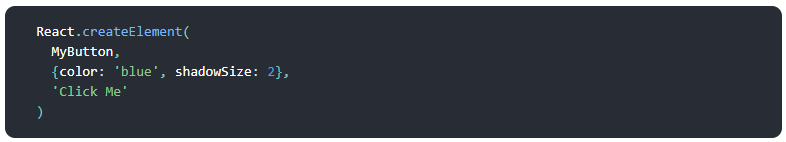 React.createElement(
  MyButton,
  {color: 'blue', shadowSize: 2},
  'Click Me'
)